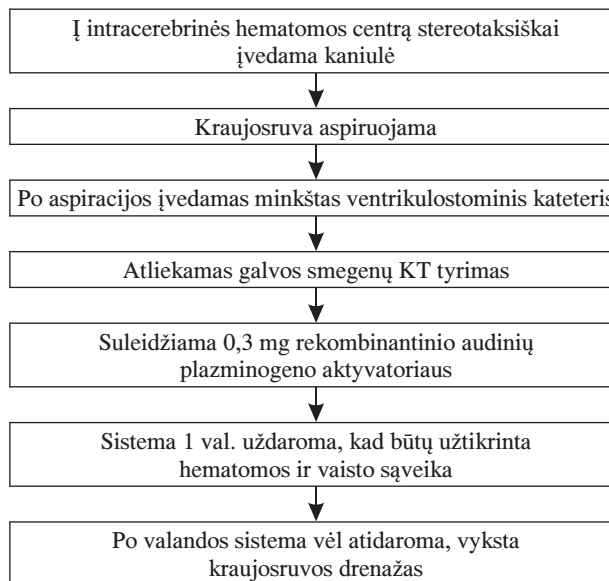 Į intracerebrinės hematomos centrą stereotaksiškai
įvedama kaniulė
Kraujosruva aspiruojama
Po aspiracijos įvedamas minkštas ventrikulostominis kateteris
Atliekamas galvos smegenų KT tyrimas
Suleidžiama 0,3 mg rekombinantinio audinių
plazminogeno aktyvatoriaus
Sistema 1 val. uždaroma, kad būtų užtikrinta
hematomos ir vaisto sąveika
Po valandos sistema vėl atidaroma, vyksta
kraujosruvos drenažas